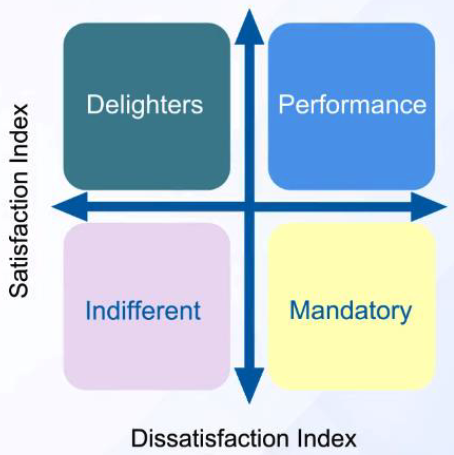 Delighters
Performance
Satisfaction Index
Indifferent
Mandatory
Dissatisfaction Index